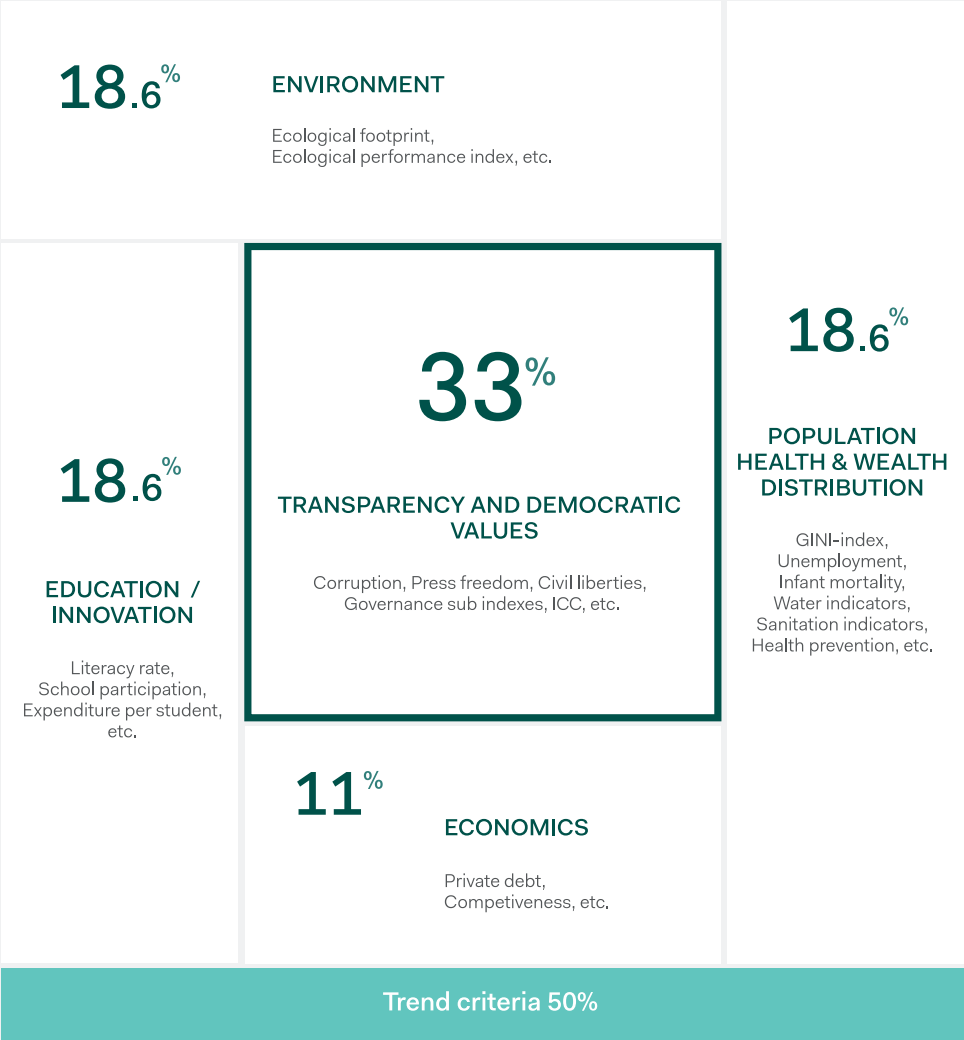 18.6%
ENVIRONMENT
Ecological footprint,
Ecological performance index, etc.
18.6%
EDUCATION / 
INNOVATION
Literacy rate,
School participation,
Expenditure per student,
etc.
33%
TRANSPARENCY AND DEMOCRATIC
VALUES
Corruption, Press freedom, Civil liberties,
Governance sub indexes, ICC, etc.
18.6%
POPULATION
HEALTH & WEALTH
DISTRIBUTION
GINI-index,
Unemployment,
Infant mortality,
Water indicators,
Sanitation indicators,
Health prevention, etc.
11%
ECONOMICS
Private debt,
Competiveness, etc.
Trend criteria 50%